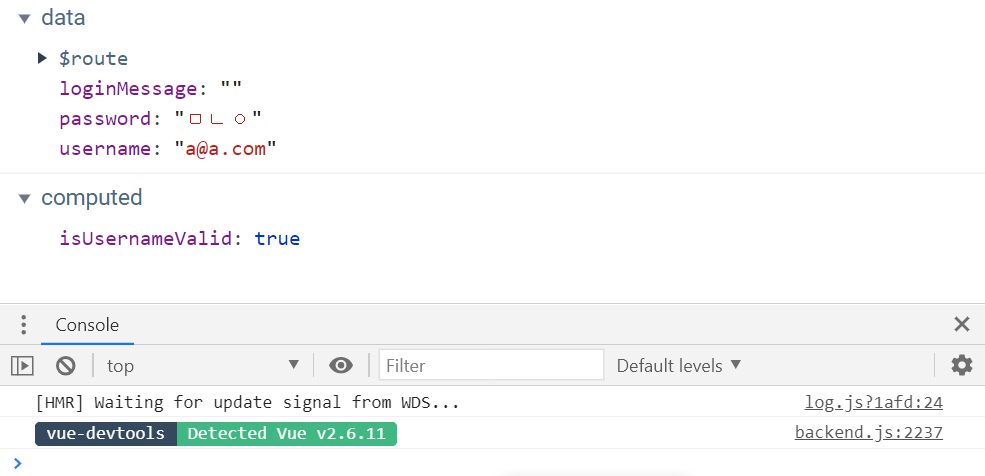 data
$route
loginMessage: ""
password: "ㅁㄴㅇ"
username: "a@a.com"
computed
isUsernameValid: true
Console
top Filter Default levels
[HMR] Waiting for update signal from WDS... log.js?1afd:24
vue-devtools Detected Vue v2.6.11 backend.js:2237